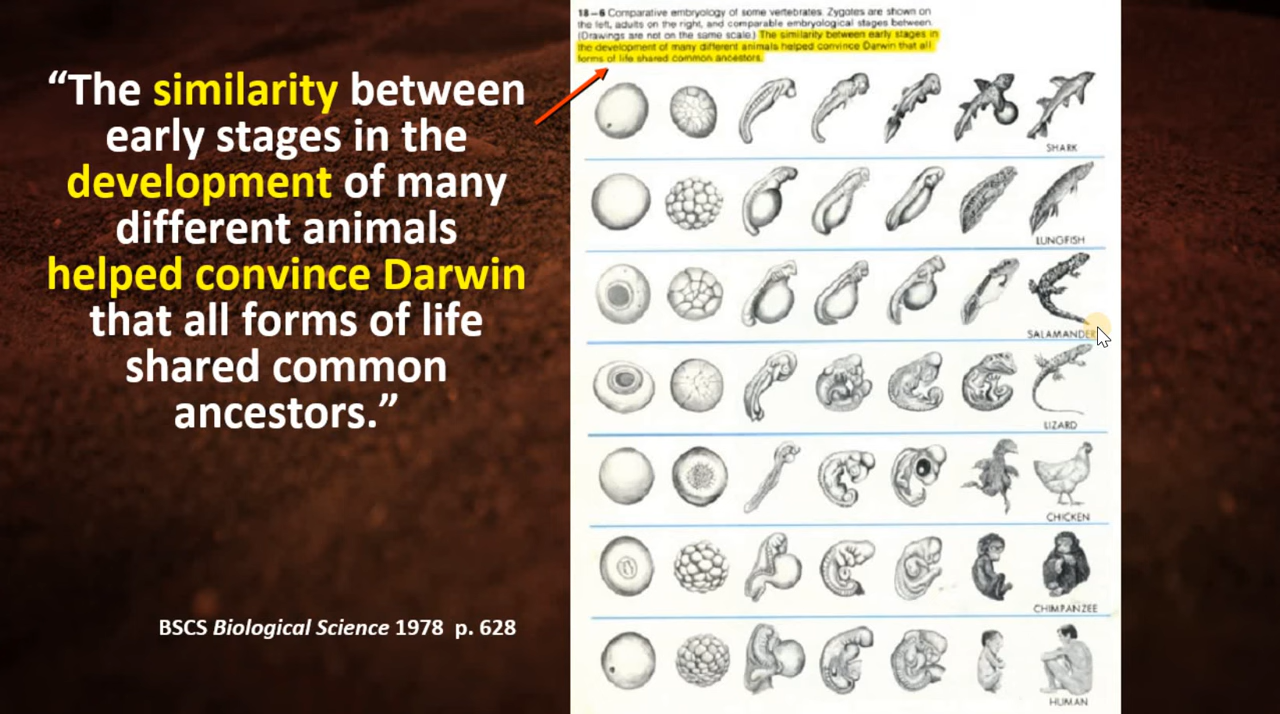 “The similarity between
early stages in the
development of many
different animals
helped convince Darwin
that all forms of life
shared common
ancestors.”
BSCS Biological Science 1978 p. 628
18–6 Comparative embryology of some vertebrates. Zygotes are shown on
the left, adults on the right, and comparable embryological stages between.
(Drawings are not on the same scale.) The similarity between early stages in
the development of many different animals helped convince Darwin that all
forms of life shared common ancestors.
SHARK
LUNGFISH
SALAMANDER
LIZARD
CHICKEN
CHIMPANZEE
HUMAN